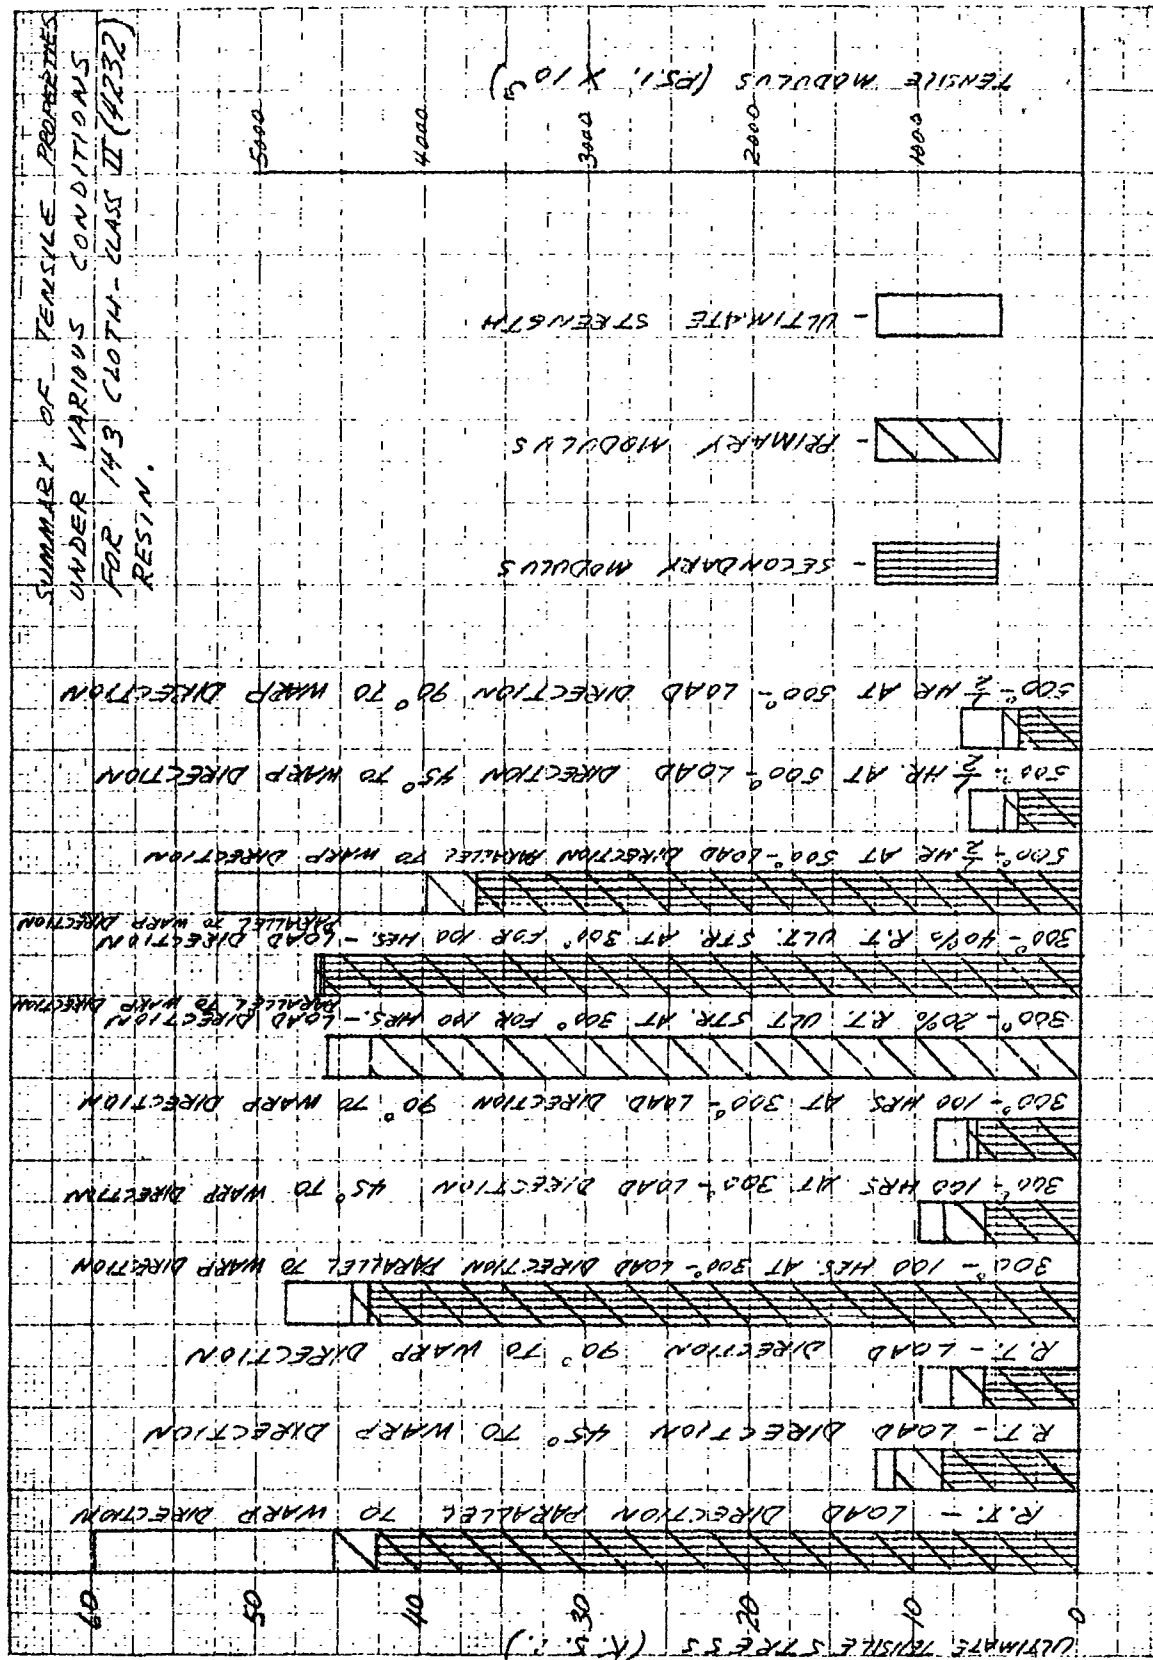 SUMMARY OF TENSILE PROPERTIES
UNDER VARIOUS CONDITIONS
FOR 143 CLOTH-CLASS II (4232)
RESIN.
TENSILE MODULUS (P.S.I. X 10³)
5000 4000 3000 2000 1000
- ULTIMATE STRENGTH
- PRIMARY MODULUS
- SECONDARY MODULUS
500° - 1/2 HR AT 500° - LOAD DIRECTION 90° TO WARP DIRECTION
500° - 1/2 HR. AT 500° - LOAD DIRECTION 45° TO WARP DIRECTION
500° - 1/2 HR AT 500° - LOAD DIRECTION PARALLEL TO WARP DIRECTION
300° - 40% R.T. ULT. STR. AT 300° FOR 100 HRS. - LOAD DIRECTION
PARALLEL TO WARP DIRECTION
300° - 20% R.T. ULT STR. AT 300° FOR 100 HRS. - LOAD DIRECTION
PARALLEL TO WARP DIRECTION
300° - 100 HRS AT 300° - LOAD DIRECTION 90° TO WARP DIRECTION
300° - 100 HRS AT 300° - LOAD DIRECTION 45° TO WARP DIRECTION
300° - 100 HRS AT 300° - LOAD DIRECTION PARALLEL TO WARP DIRECTION
R.T. - LOAD DIRECTION 90° TO WARP DIRECTION
R.T. - LOAD DIRECTION 45° TO WARP DIRECTION
R.T. - LOAD DIRECTION PARALLEL TO WARP DIRECTION
60 50 40 30 20 10 0
ULTIMATE TENSILE STRESS (K.S.I.)